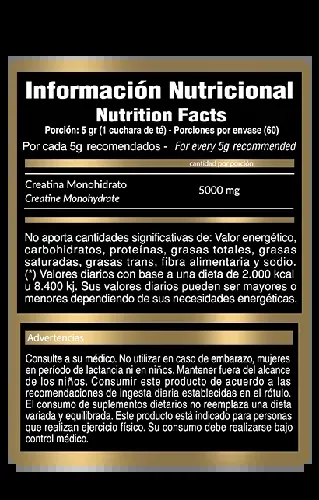 Información Nutricional
Nutrition Facts
Porción: 5 gr (1 cuchara de té) - Porciones por envase (60)
Por cada 5g recomendados - For every 5g recommended
cantidad por porción
Creatina Monohidrato
Creatine Monohydrate
5000 mg
No aporta cantidades significativas de: Valor energético,
carbohidratos, proteínas, grasas totales, grasas
saturadas, grasas trans, fibra alimentaria y sodio.
(*) Valores diarios con base a una dieta de 2.000 kcal
u 8.400 kj. Sus valores diarios pueden ser mayores o
menores dependiendo de sus necesidades energéticas.
Advertencias
Consulte a su médico. No utilizar en caso de embarazo, mujeres
en período de lactancia ni en niños. Mantener fuera del alcance
de los niños. Consumir este producto de acuerdo a las
recomendaciones de ingesta diaria establecidas en el rótulo.
El consumo de suplementos dietarios no reemplaza una dieta
variada y equilibrada. Este producto está indicado para personas
que realizan ejercicio físico. Su consumo debe realizarse bajo
control médico.